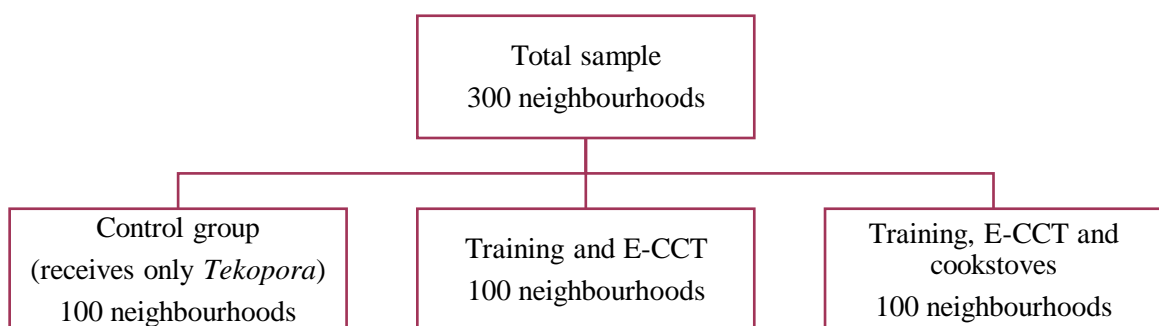 Total sample
300 neighbourhoods
Control group
(receives only Tekopora)
100 neighbourhoods
Training and E-CCT
100 neighbourhoods
Training, E-CCT and
cookstoves
100 neighbourhoods